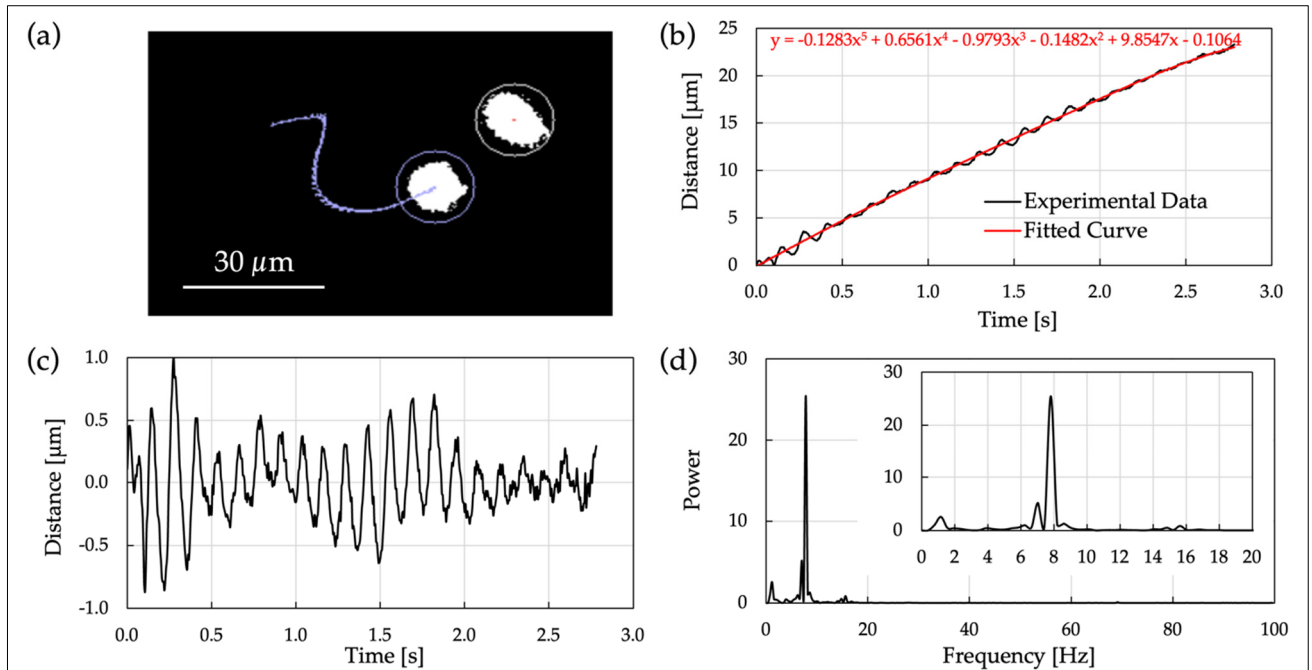 (a)
30 µm
(b)
y = -0.1283x⁵ + 0.6561x⁴ - 0.9793x³ - 0.1482x² + 9.8547x - 0.1064
25
20
15
10
5
0
Distance [µm]
Experimental Data
Fitted Curve
0.0 0.5 1.0 1.5 2.0 2.5 3.0
Time [s]
(c)
1.0
0.5
0.0
-0.5
-1.0
Distance [µm]
0.0 0.5 1.0 1.5 2.0 2.5 3.0
Time [s]
(d)
30
20
10
0
Power
30
20
10
0
0 2 4 6 8 10 12 14 16 18 20
0 20 40 60 80 100
Frequency [Hz]